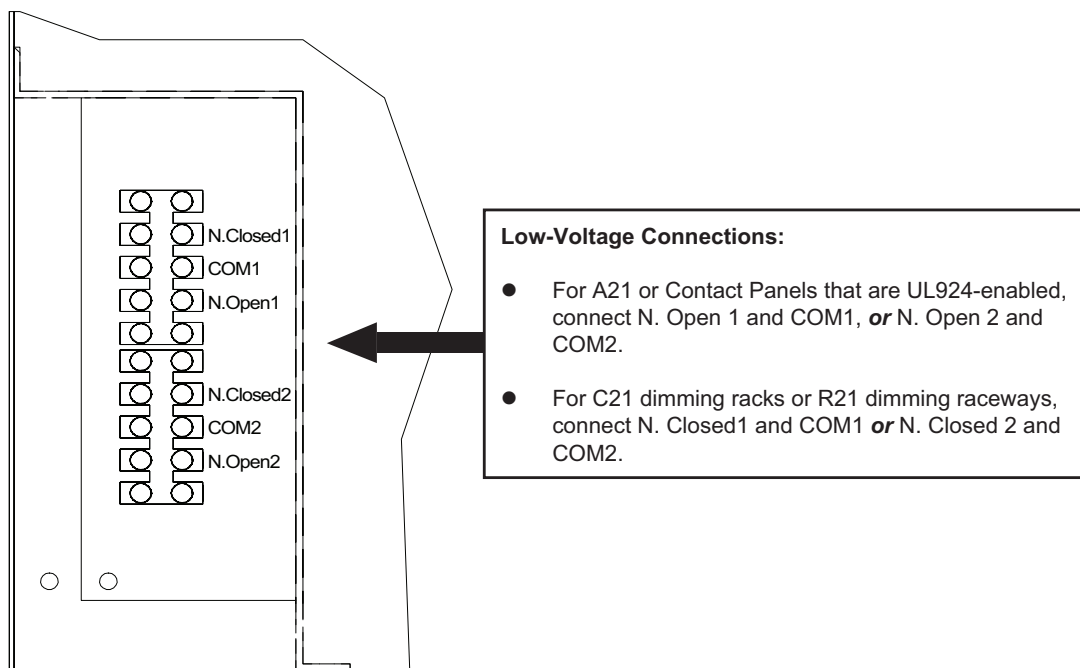 N.Closed1
COM1
N.Open1
N.Closed2
COM2
N.Open2
Low-Voltage Connections:
● For A21 or Contact Panels that are UL924-enabled,
connect N. Open 1 and COM1, or N. Open 2 and
COM2.
● For C21 dimming racks or R21 dimming raceways,
connect N. Closed1 and COM1 or N. Closed 2 and
COM2.